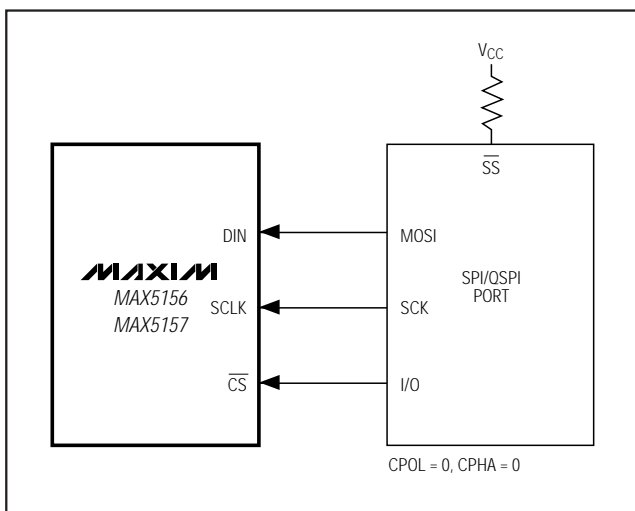 VCC
SS
DIN
MOSI
MAXIM
MAX5156
MAX5157
SPI/QSPI
PORT
SCLK
SCK
CS
I/O
CPOL = 0, CPHA = 0